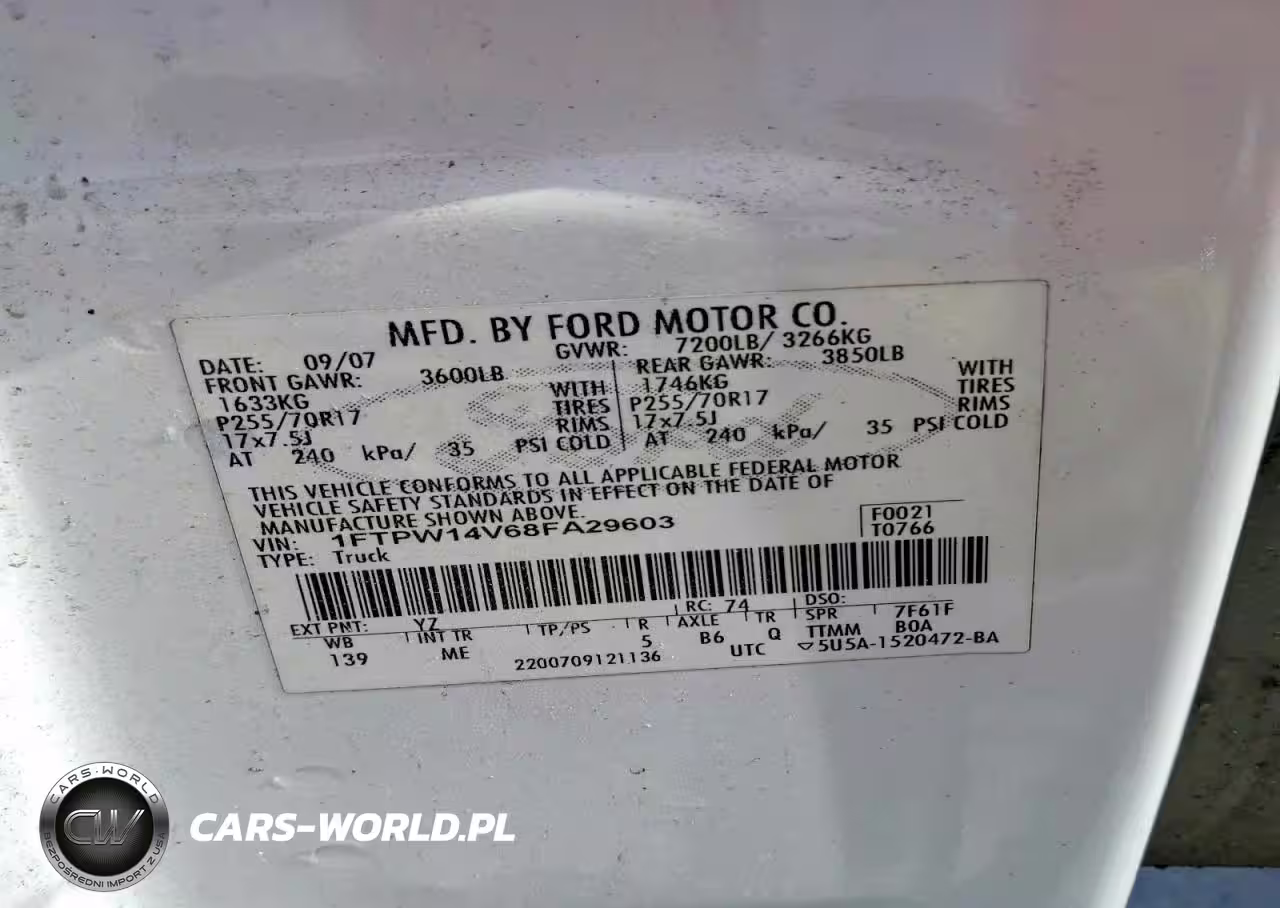 MFD. BY FORD MOTOR CO.
DATE: 09/07 GVWR: 7200LB/ 3266KG
FRONT GAWR: 3600LB REAR GAWR: 3850LB
1633KG WITH 1746KG WITH
P255/70R17 TIRES P255/70R17 TIRES
17x7.5J RIMS 17x7.5J RIMS
AT 240 kPa/ 35 PSI COLD AT 240 kPa/ 35 PSI COLD
THIS VEHICLE CONFORMS TO ALL APPLICABLE FEDERAL MOTOR
VEHICLE SAFETY STANDARDS IN EFFECT ON THE DATE OF
MANUFACTURE SHOWN ABOVE.
VIN: 1FTPW14V68FA29603 F0021
TYPE: Truck T0766
EXT PNT: YZ RC: 74 DSO:
WB INT TR TP/PS R AXLE TR SPR 7F61F
139 ME 5 B6 Q TTMM B0A
2200709121136 UTC ▽5U5A-1520472-BA
CARS-WORLD
CW
BEZPOŚREDNI IMPORT Z USA
CARS-WORLD.PL